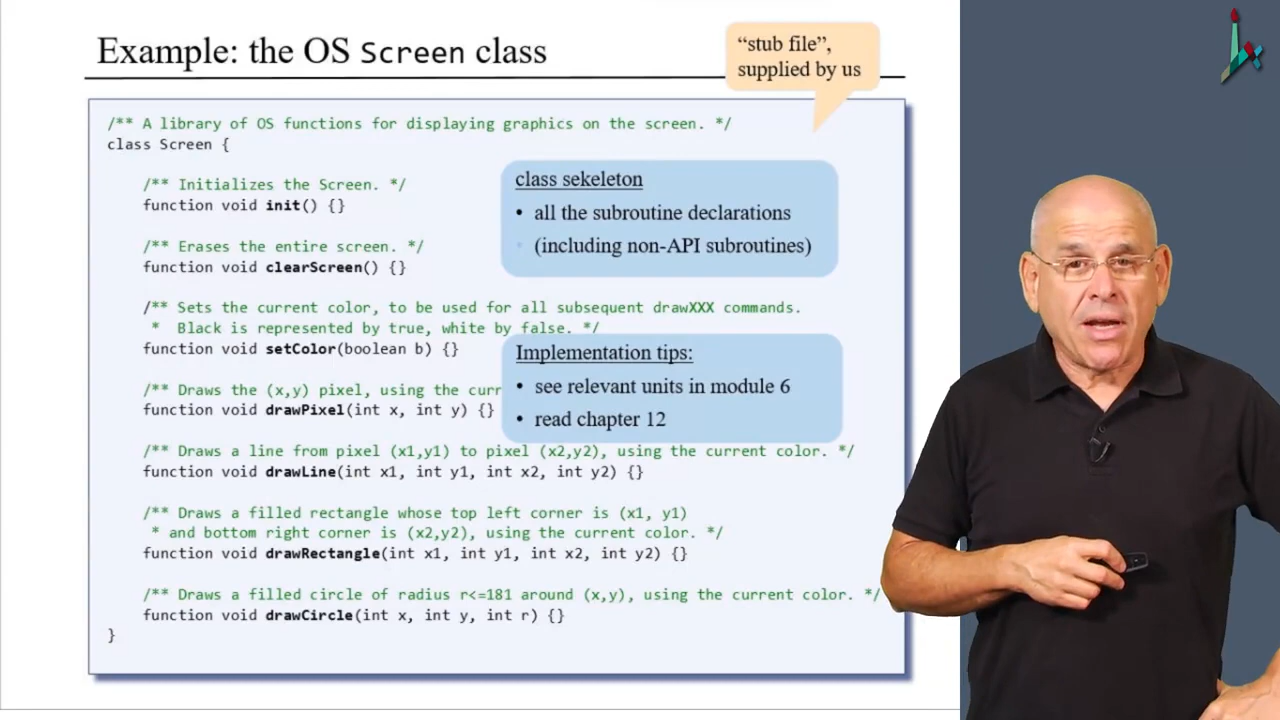 Example: the OS Screen class
“stub file”,
supplied by us
/** A library of OS functions for displaying graphics on the screen. */
class Screen {
/** Initializes the Screen. */
function void init() {}
/** Erases the entire screen. */
function void clearScreen() {}
/** Sets the current color, to be used for all subsequent drawXXX commands.
* Black is represented by true, white by false. */
function void setColor(boolean b) {}
/** Draws the (x,y) pixel, using the curr
function void drawPixel(int x, int y) {}
/** Draws a line from pixel (x1,y1) to pixel (x2,y2), using the current color. */
function void drawLine(int x1, int y1, int x2, int y2) {}
/** Draws a filled rectangle whose top left corner is (x1, y1)
* and bottom right corner is (x2,y2), using the current color. */
function void drawRectangle(int x1, int y1, int x2, int y2) {}
/** Draws a filled circle of radius r<=181 around (x,y), using the current color. */
function void drawCircle(int x, int y, int r) {}
}
class sekeleton
• all the subroutine declarations
• (including non-API subroutines)
Implementation tips:
• see relevant units in module 6
• read chapter 12